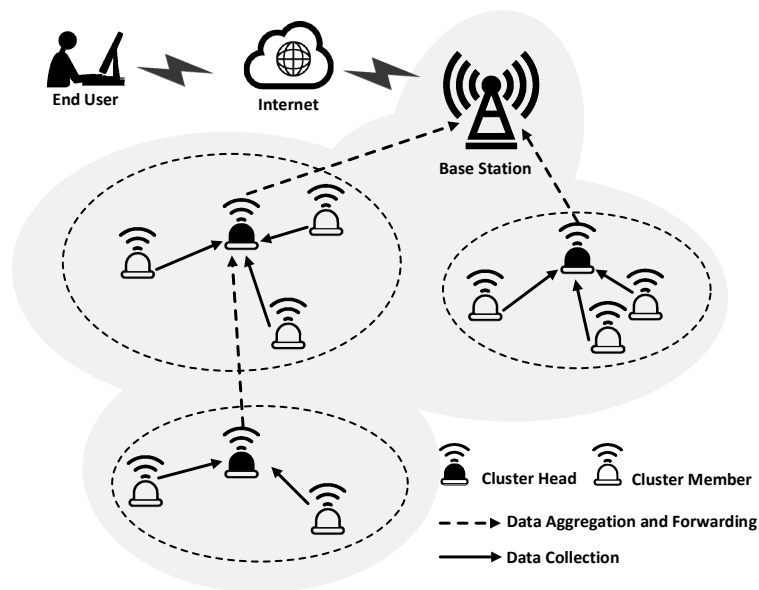 End User
Internet
Base Station
Cluster Head
Cluster Member
Data Aggregation and Forwarding
Data Collection